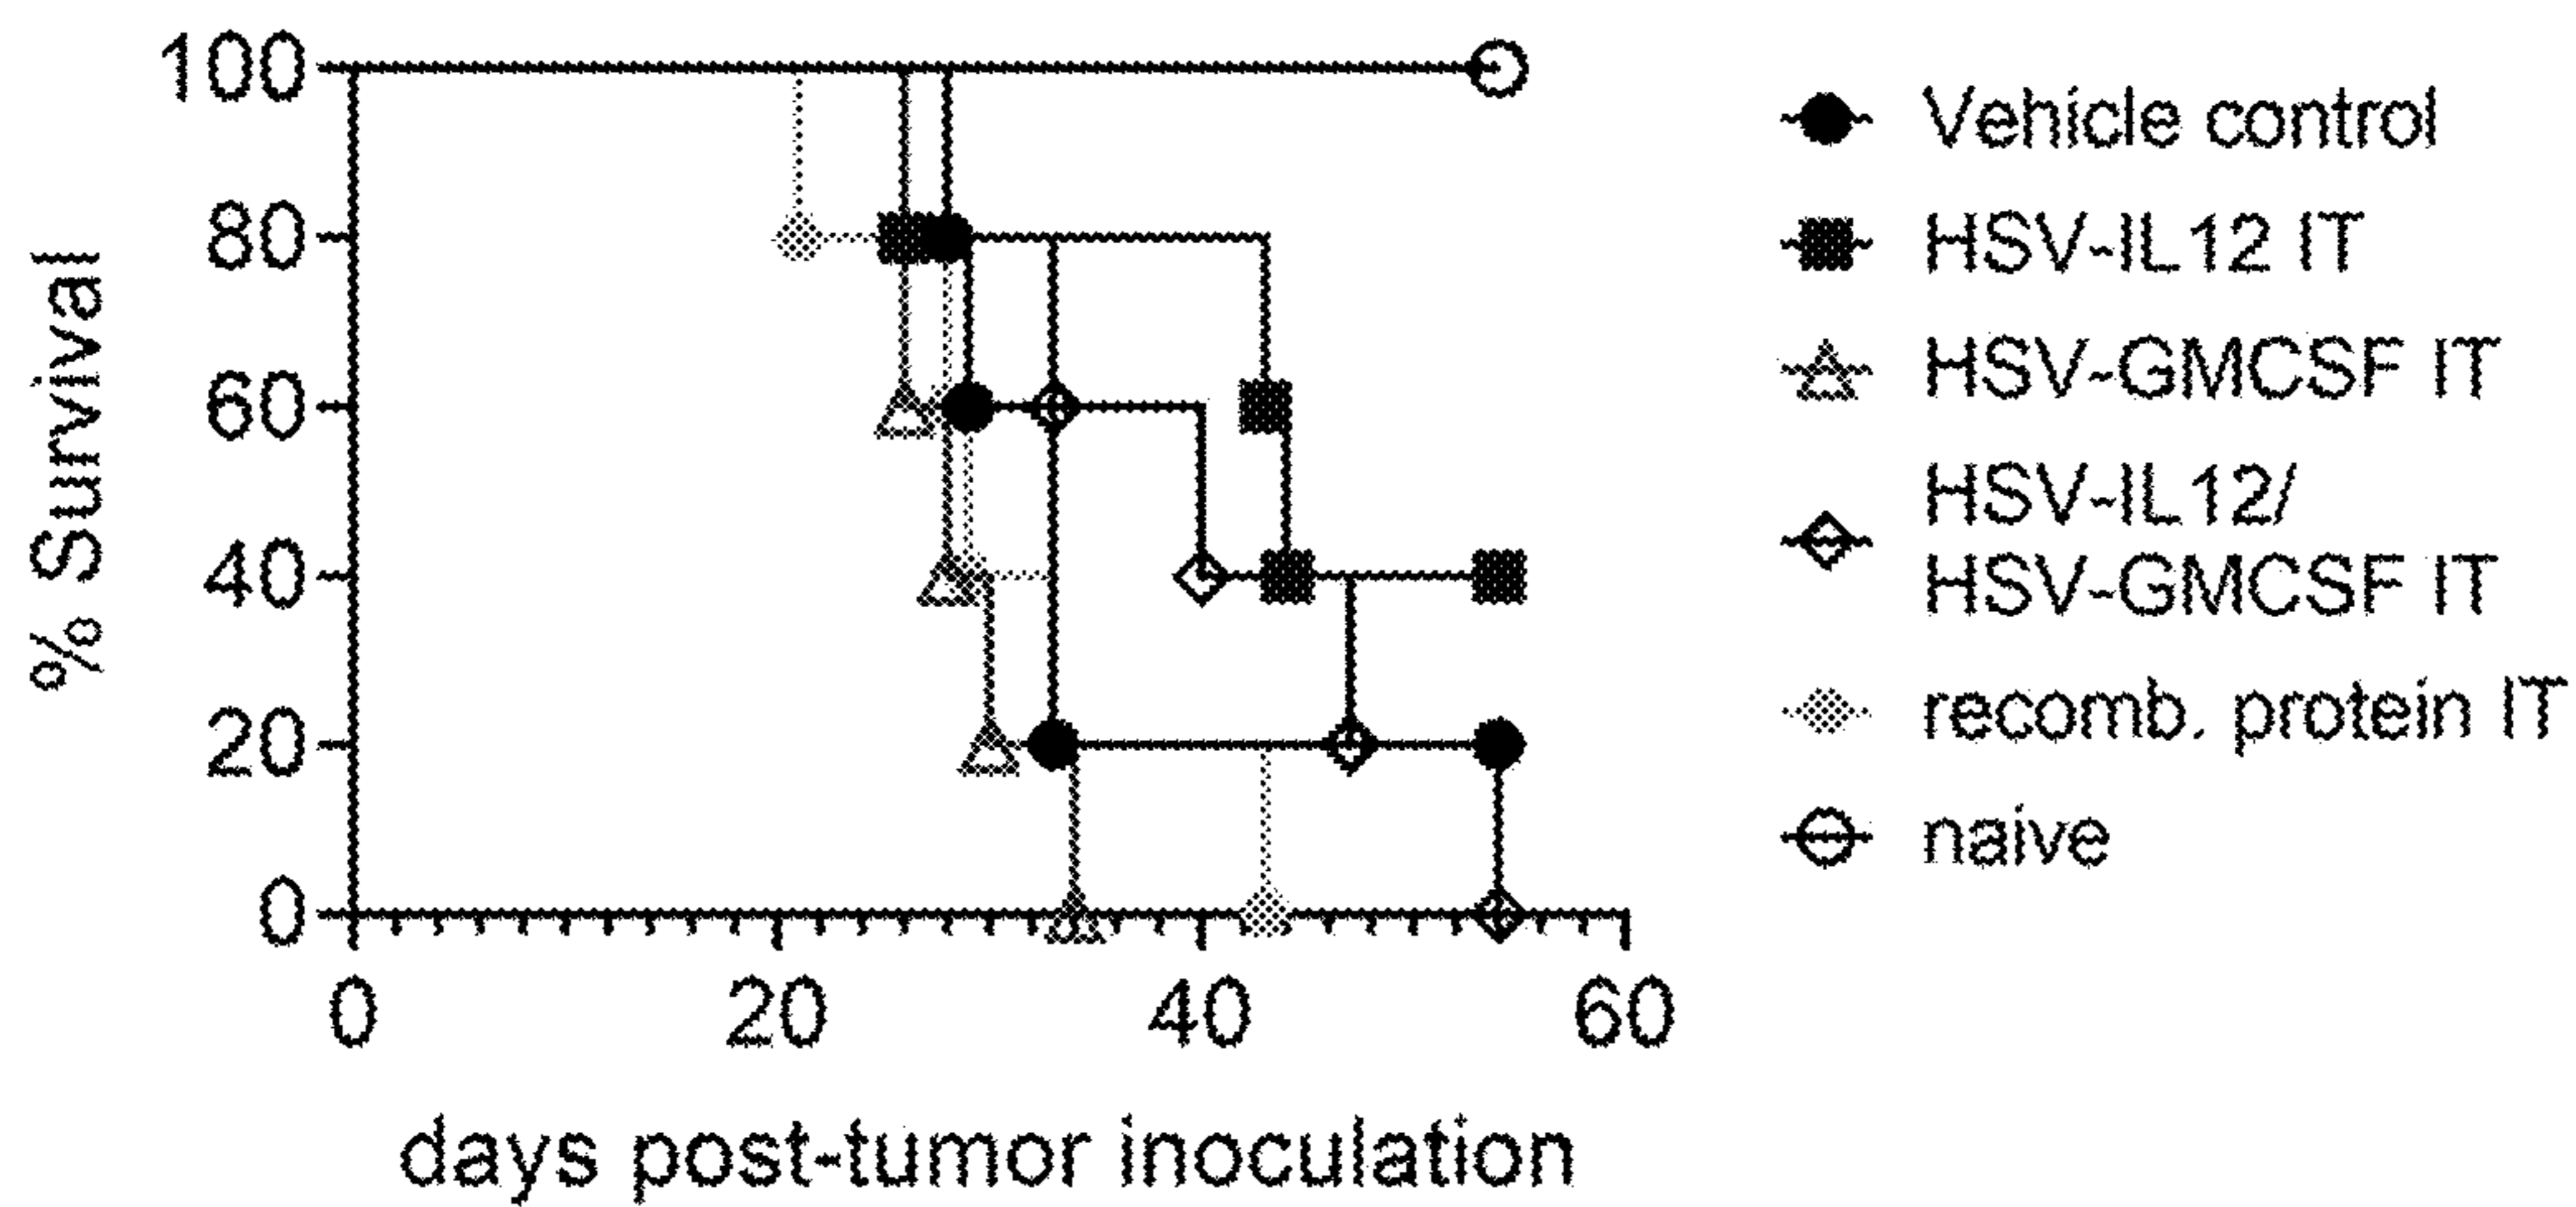 % Survival
100
80
60
40
20
0
0 20 40 60
days post-tumor inoculation
Vehicle control
HSV-IL12 IT
HSV-GMCSF IT
HSV-IL12/
HSV-GMCSF IT
recomb. protein IT
naive